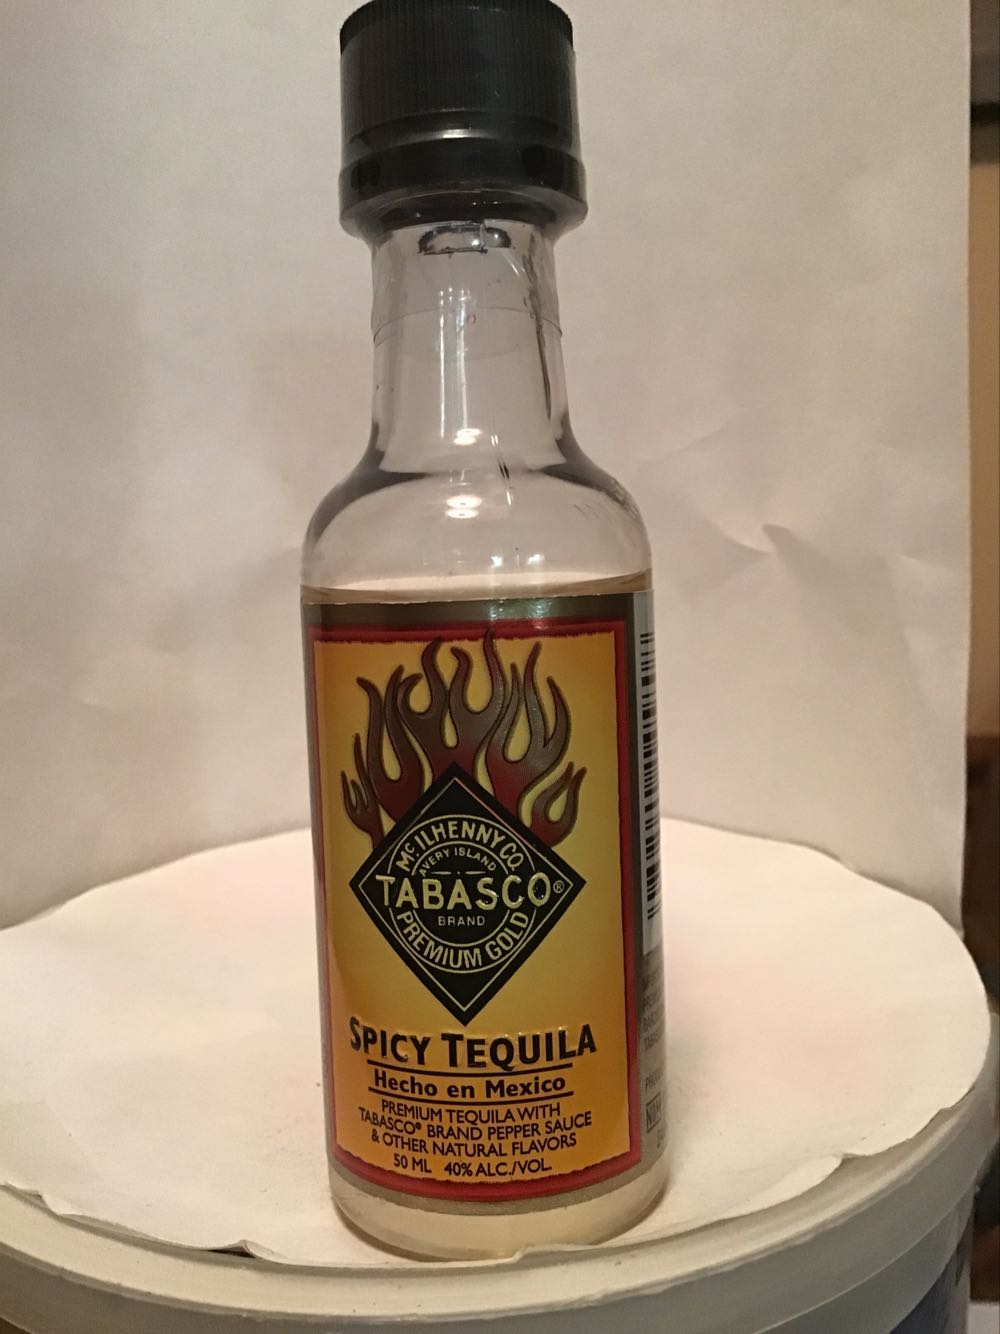 McILHENNY CO.
AVERY ISLAND
TABASCO®
BRAND
PREMIUM GOLD
SPICY TEQUILA
Hecho en Mexico
PREMIUM TEQUILA WITH
TABASCO® BRAND PEPPER SAUCE
& OTHER NATURAL FLAVORS
50 ML 40% ALC./VOL.